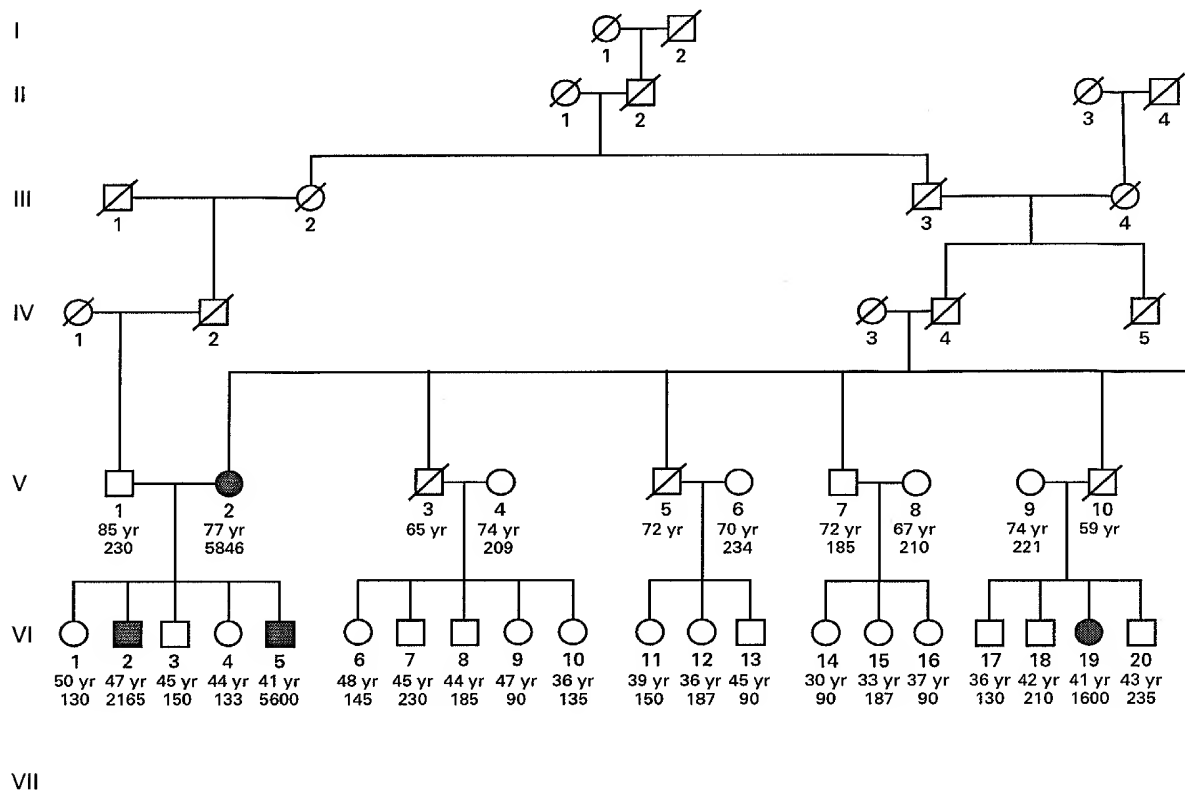 I
1 2
II
1 2 3 4
III
1 2 3 4
IV
1 2 3 4 5
V
1 2 3 4 5 6 7 8 9 10
85 yr 77 yr 65 yr 74 yr 72 yr 70 yr 72 yr 67 yr 74 yr 59 yr
230 5846 209 234 185 210 221
VI
1 2 3 4 5 6 7 8 9 10 11 12 13 14 15 16 17 18 19 20
50 yr 47 yr 45 yr 44 yr 41 yr 48 yr 45 yr 44 yr 47 yr 36 yr 39 yr 36 yr 45 yr 30 yr 33 yr 37 yr 36 yr 42 yr 41 yr 43 yr
130 2165 150 133 5600 145 230 185 90 135 150 187 90 90 187 90 130 210 1600 235
VII